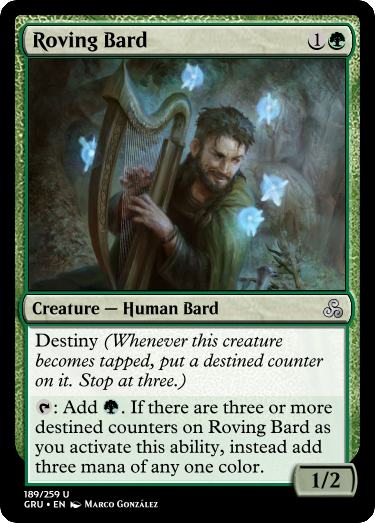 Roving Bard 1
Creature — Human Bard
Destiny (Whenever this creature
becomes tapped, put a destined counter
on it. Stop at three.)
: Add . If there are three or more
destined counters on Roving Bard as
you activate this ability, instead add
three mana of any one color.
1/2
189/259 U
GRU • EN Marco González